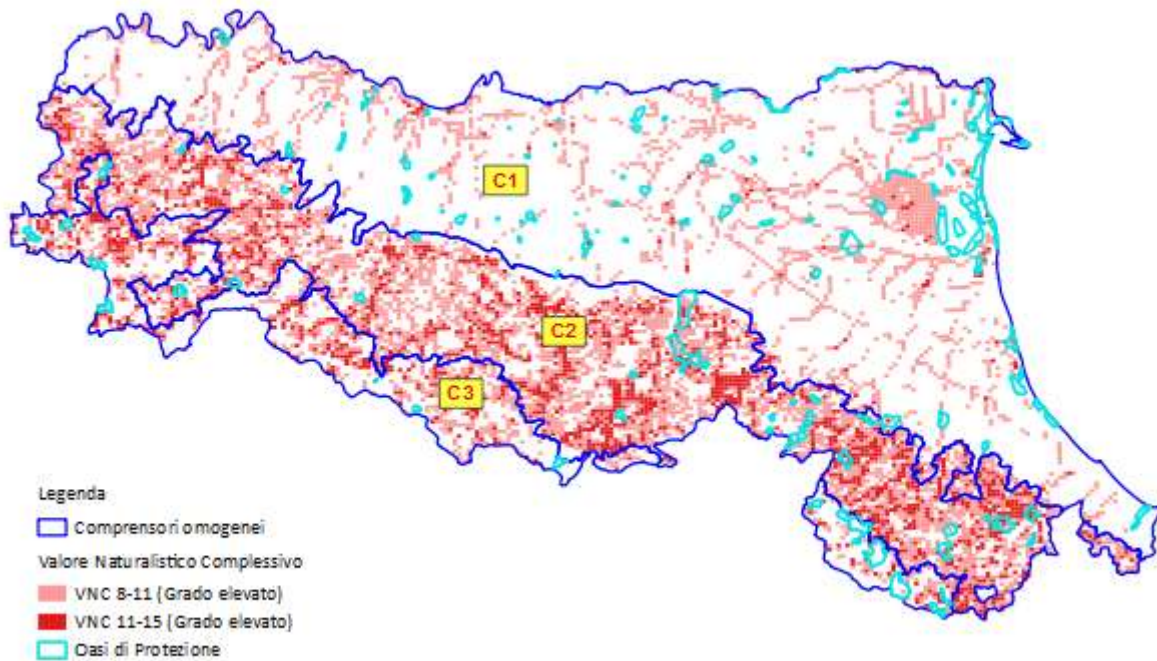 C1
C2
C3
Legenda
Comprensori omogenei
Valore Naturalistico Complessivo
VNC 8-11 (Grado elevato)
VNC 11-15 (Grado elevato)
Oasi di Protezione